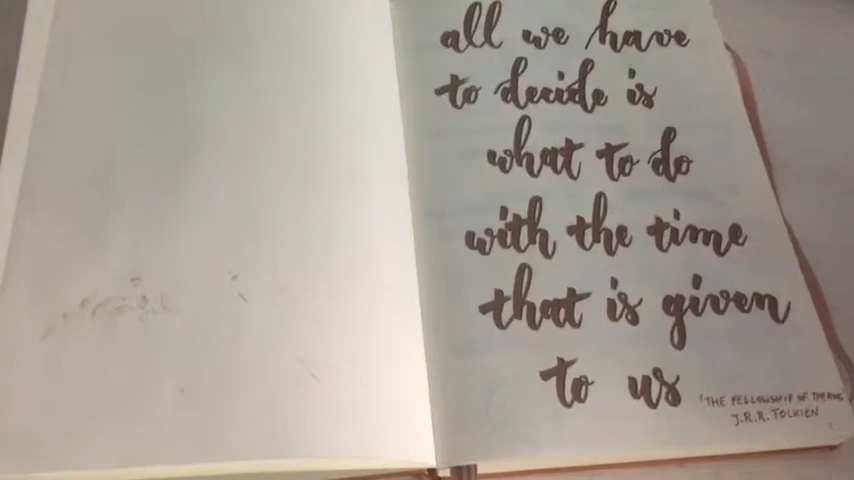 all we have
to decide is
what to do
with the time
that is given
to us
'THE FELLOWSHIP OF THE RING
J.R.R. TOLKIEN